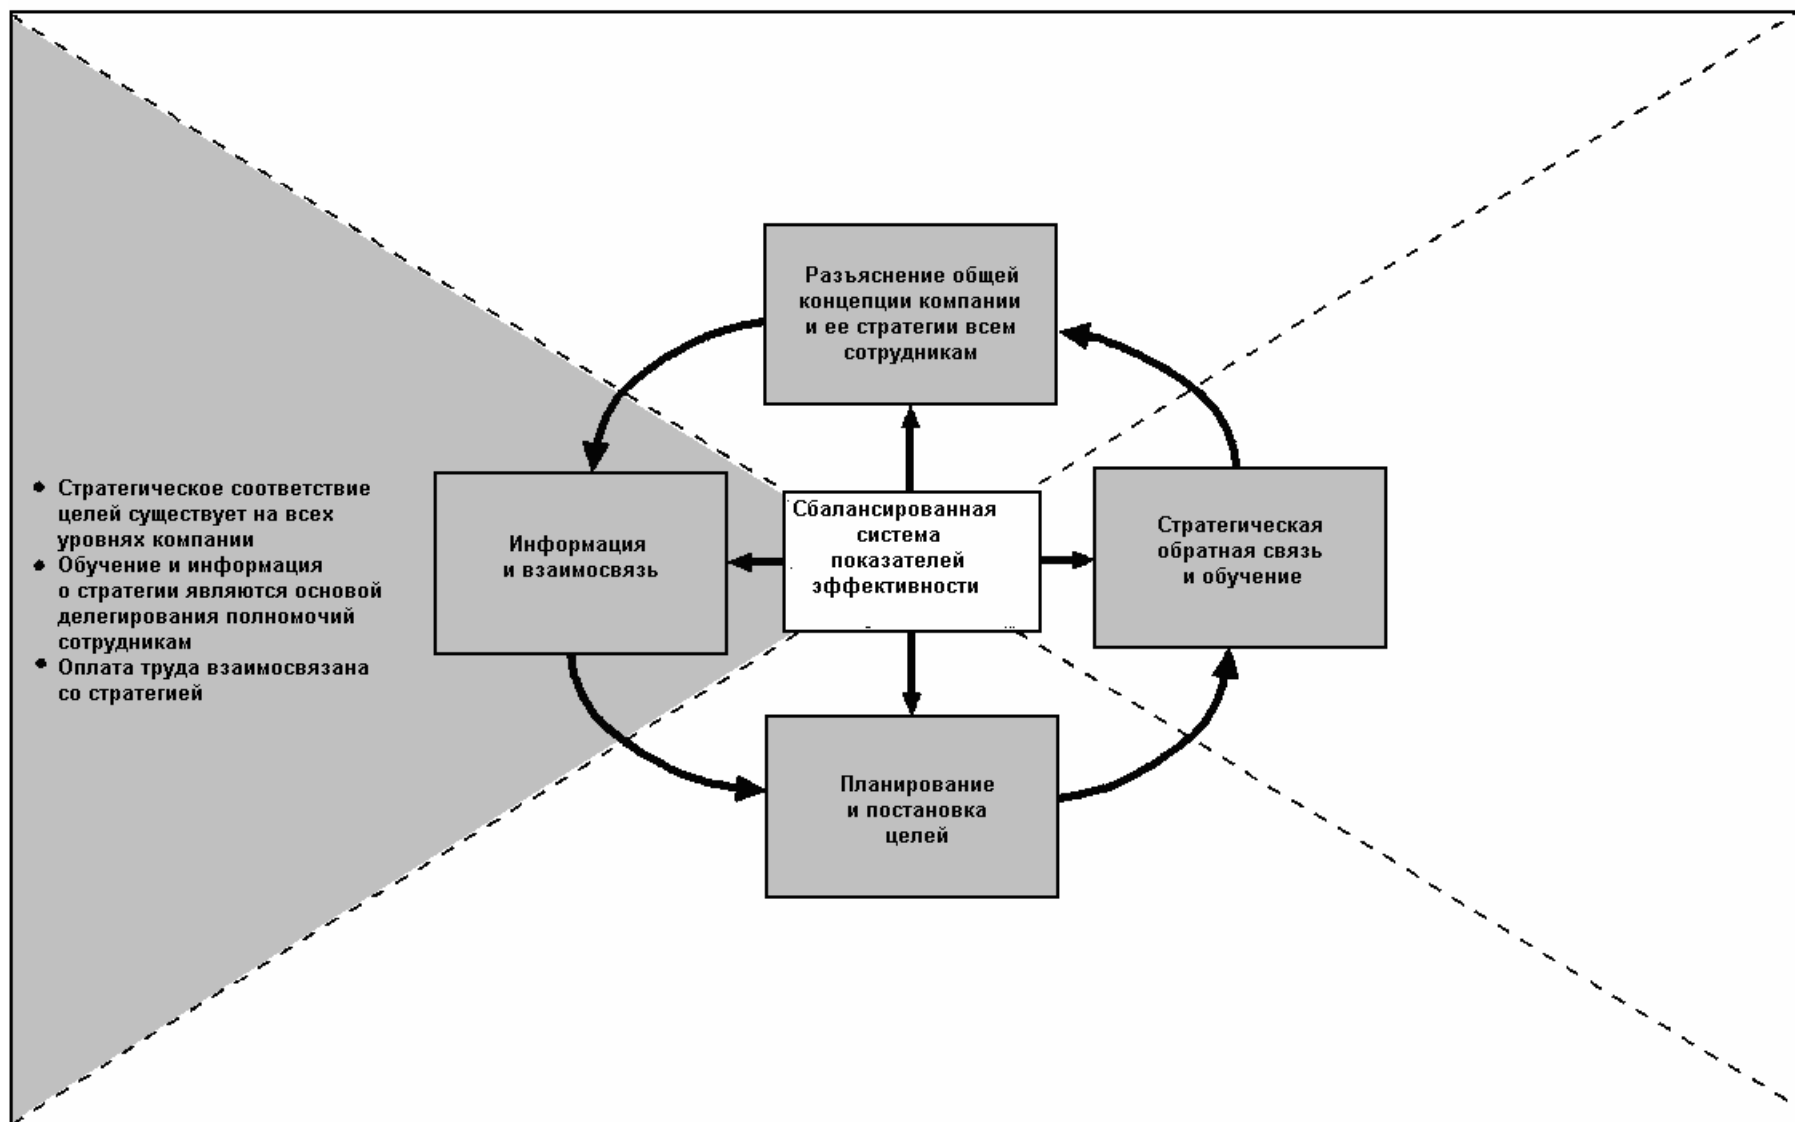 Разъяснение общей
концепции компании
и ее стратегии всем
сотрудникам
• Стратегическое соответствие
целей существует на всех
уровнях компании
• Обучение и информация
о стратегии являются основой
делегирования полномочий
сотрудникам
• Оплата труда взаимосвязана
со стратегией
Информация
и взаимосвязь
Сбалансированная
система
показателей
эффективности
Стратегическая
обратная связь
и обучение
Планирование
и постановка
целей